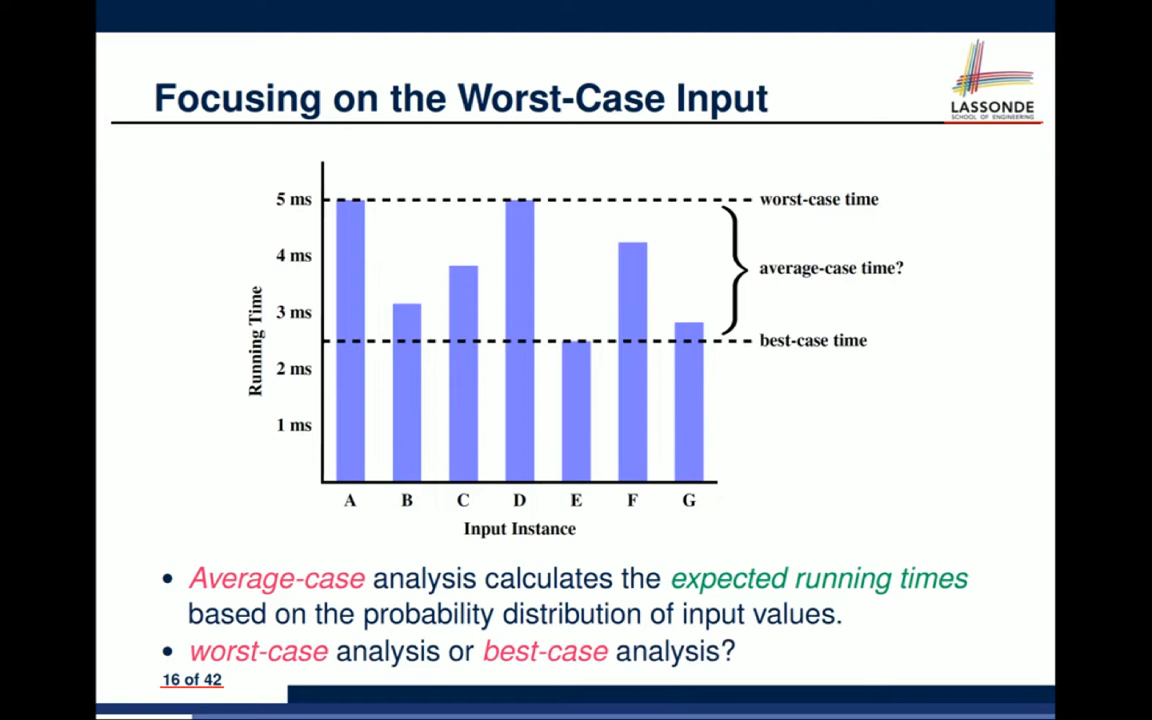 Focusing on the Worst-Case Input
LASSONDE
SCHOOL OF ENGINEERING
5 ms
worst-case time
4 ms
average-case time?
3 ms
best-case time
2 ms
1 ms
Running Time
A B C D E F G
Input Instance
• Average-case analysis calculates the expected running times
based on the probability distribution of input values.
• worst-case analysis or best-case analysis?
16 of 42